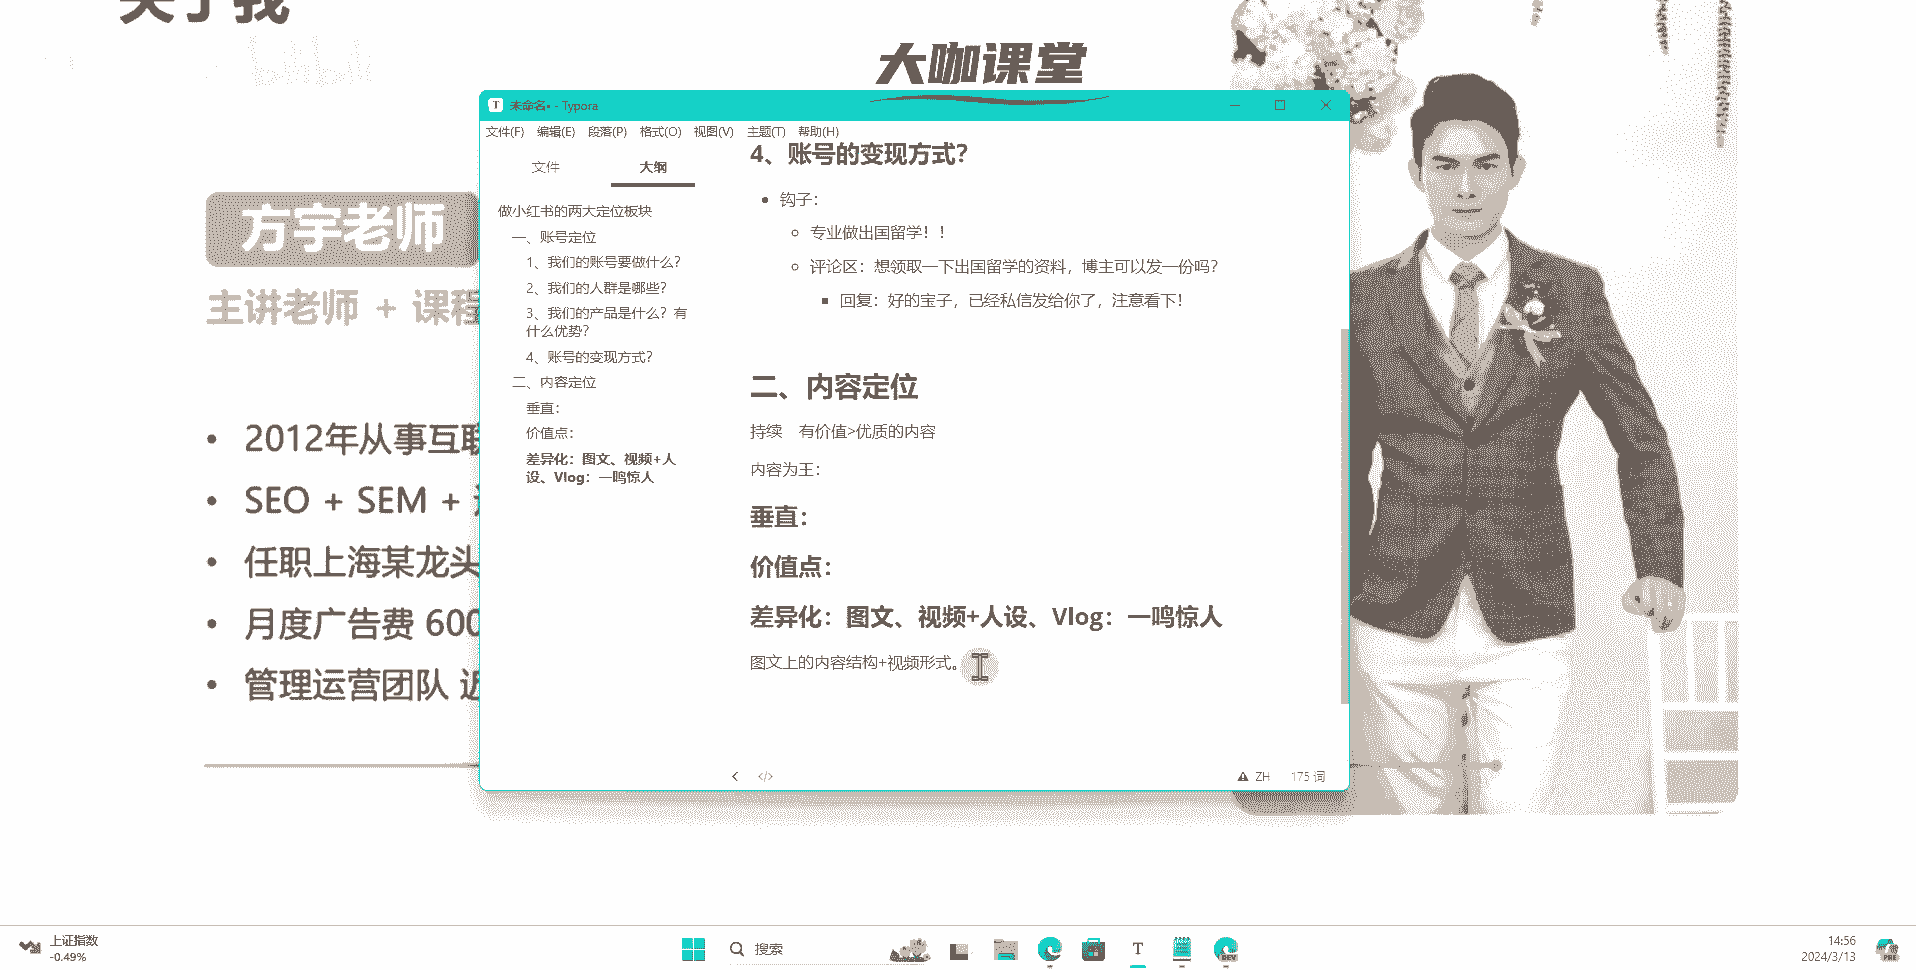 关于我
bilibili
大咖课堂
方宇老师
主讲老师 + 课程
2012年从事互联
SEO + SEM +
任职上海某龙头
月度广告费 600
管理运营团队 近
未命名• - Typora
文件(F) 编辑(E) 段落(P) 格式(O) 视图(V) 主题(T) 帮助(H)
文件 大纲
做小红书的两大定位板块
一、账号定位
1、我们的账号要做什么?
2、我们的人群是哪些?
3、我们的产品是什么? 有
什么优势?
4、账号的变现方式?
二、内容定位
垂直:
价值点:
差异化: 图文、视频+人
设、Vlog: 一鸣惊人
4、账号的变现方式?
钩子:
专业做出国留学! !
评论区: 想领取一下出国留学的资料, 博主可以发一份吗?
回复: 好的宝子, 已经私信发给你了, 注意看下!
二、内容定位
持续 有价值>优质的内容
内容为王:
垂直:
价值点:
差异化: 图文、视频+人设、Vlog: 一鸣惊人
图文上的内容结构+视频形式。
ZH 175 词
上证指数
-0.49%
搜索
T
DEV
14:56
2024/3/13
PRE